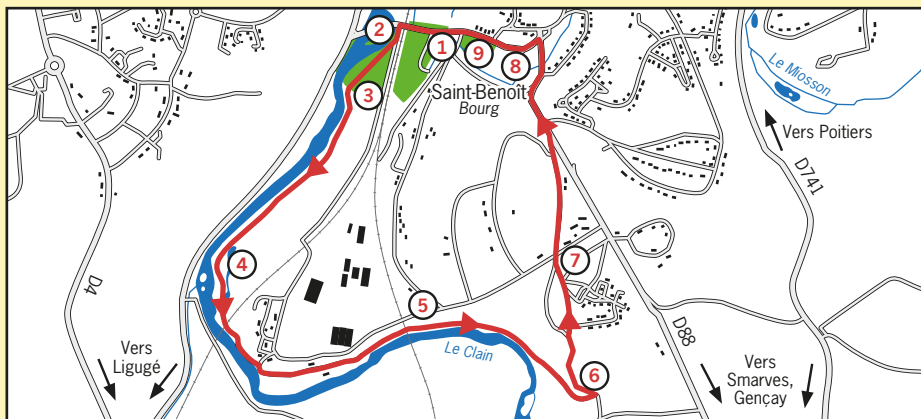 2
1
9
8
3
Saint-Benoît
Bourg
Le Miosson
Vers Poitiers
D741
4
7
5
D4
D88
Vers
Ligugé
Le Clain
6
Vers
Smarves,
Gençay